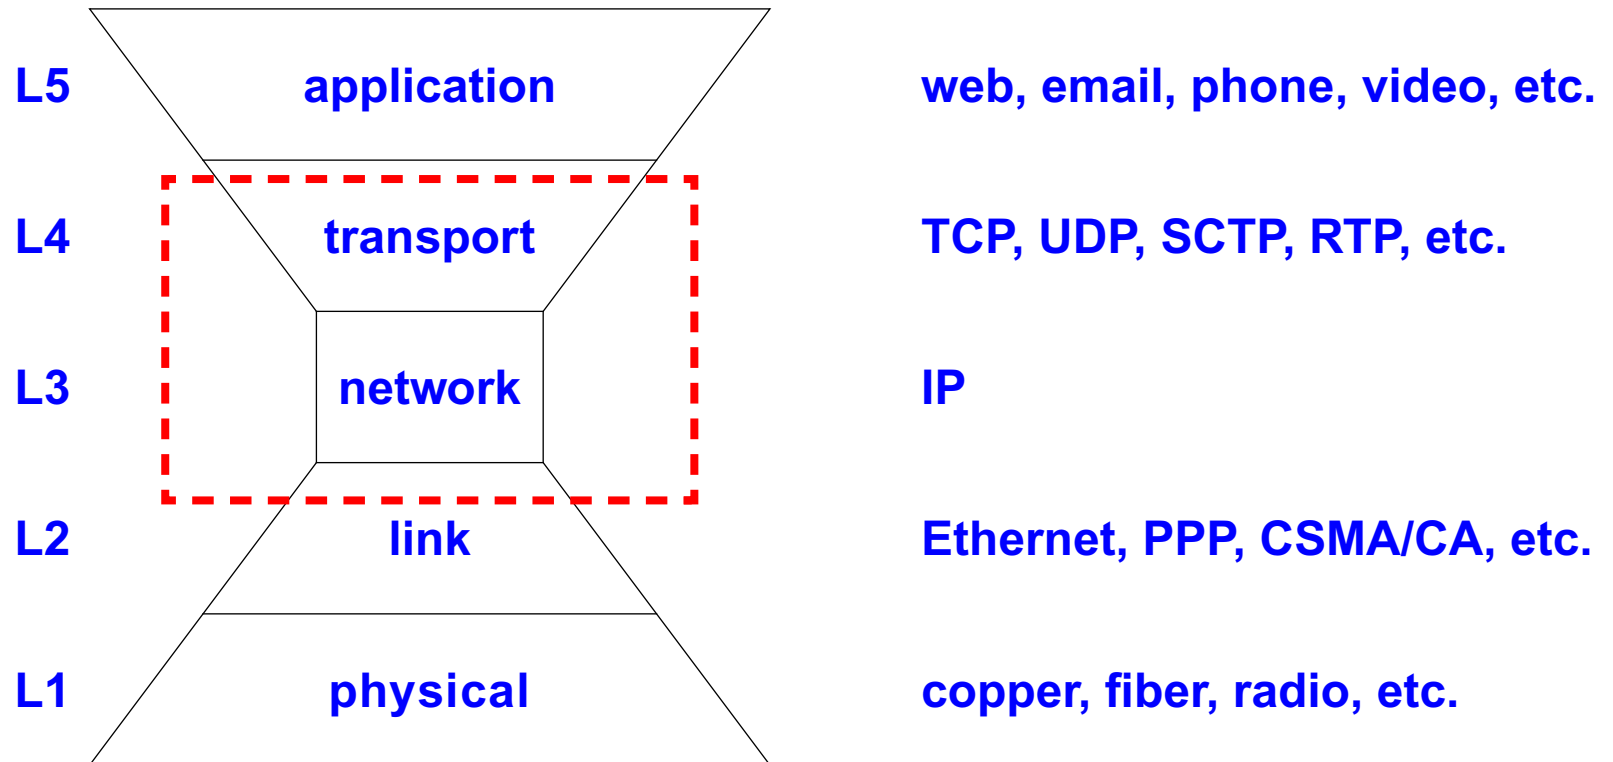 L5 application web, email, phone, video, etc.
L4 transport TCP, UDP, SCTP, RTP, etc.
L3 network IP
L2 link Ethernet, PPP, CSMA/CA, etc.
L1 physical copper, fiber, radio, etc.